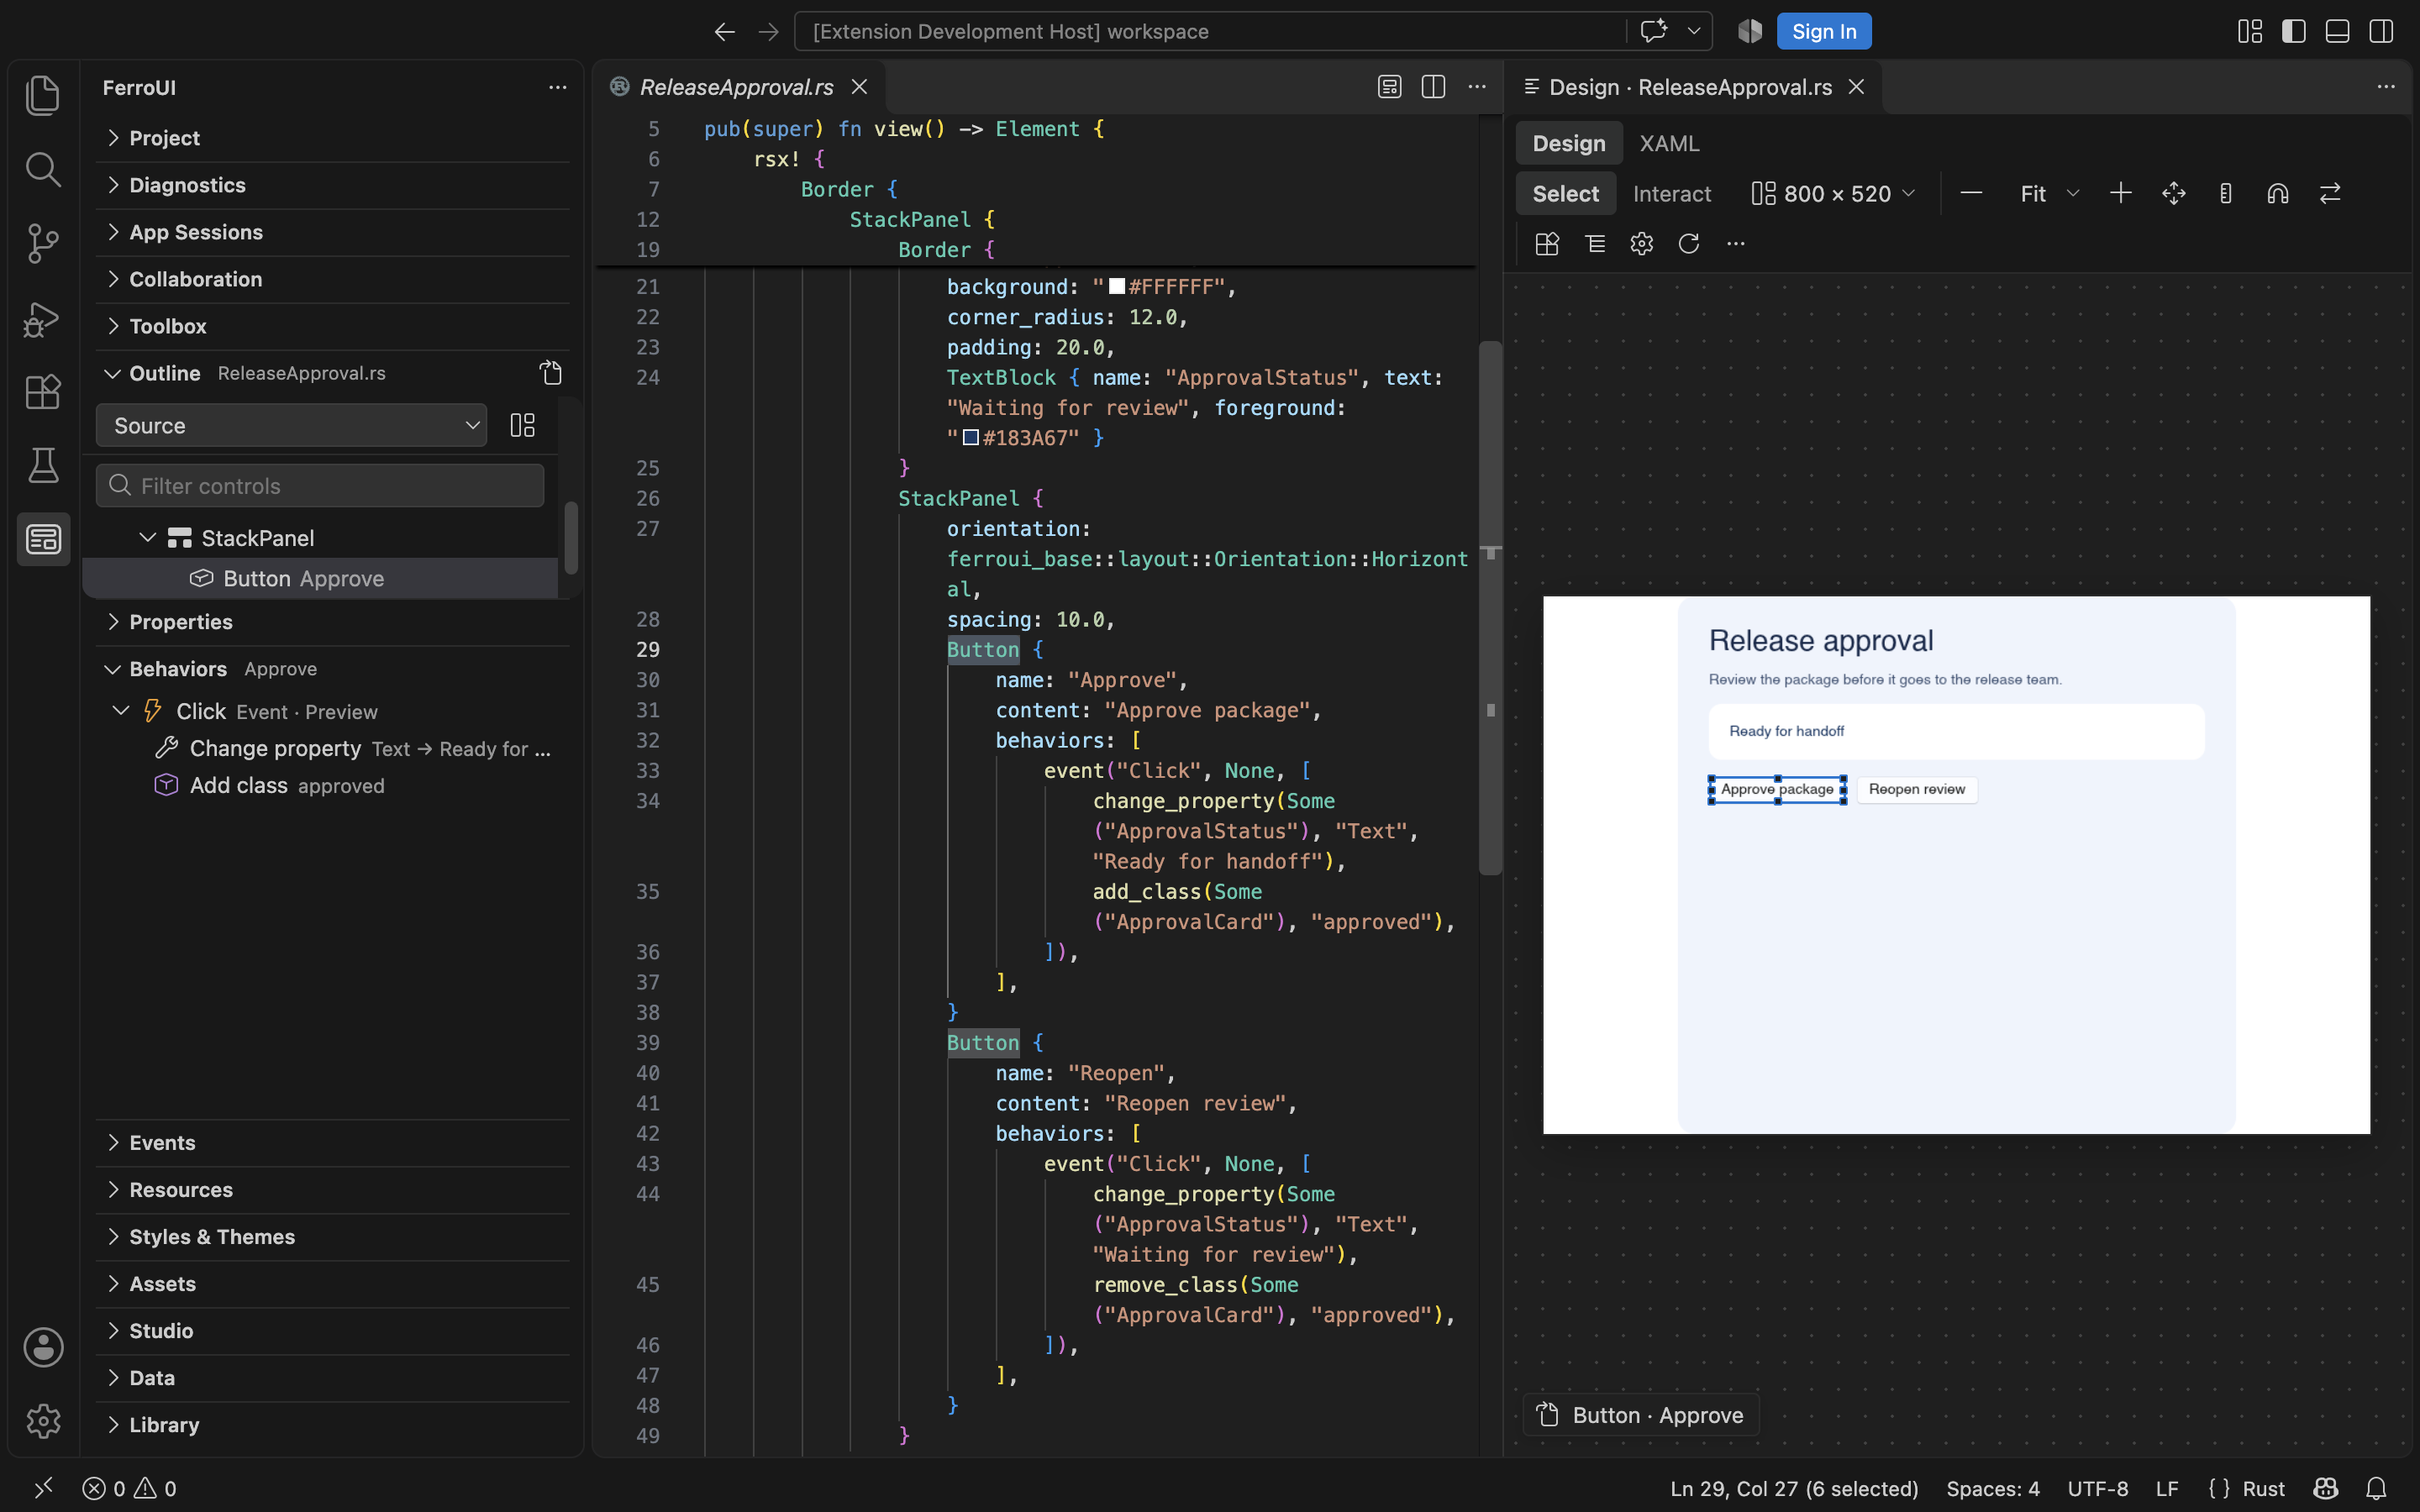 [Extension Development Host] workspace
Sign In
FerroUI
Project
Diagnostics
App Sessions
Collaboration
Toolbox
Outline ReleaseApproval.rs
Source
Filter controls
StackPanel
Button Approve
Properties
Behaviors Approve
Click Event · Preview
Change property Text → Ready for ...
Add class approved
Events
Resources
Styles & Themes
Assets
Studio
Data
Library
ReleaseApproval.rs
5 pub(super) fn view() -> Element {
6 rsx! {
7 Border {
12 StackPanel {
19 Border {
21 background: "#FFFFFF",
22 corner_radius: 12.0,
23 padding: 20.0,
24 TextBlock { name: "ApprovalStatus", text:
"Waiting for review", foreground:
"#183A67" }
25 }
26 StackPanel {
27 orientation:
ferroui_base::layout::Orientation::Horizont
al,
28 spacing: 10.0,
29 Button {
30 name: "Approve",
31 content: "Approve package",
32 behaviors: [
33 event("Click", None, [
34 change_property(Some
("ApprovalStatus"), "Text",
"Ready for handoff"),
35 add_class(Some
("ApprovalCard"), "approved"),
36 ]),
37 ],
38 }
39 Button {
40 name: "Reopen",
41 content: "Reopen review",
42 behaviors: [
43 event("Click", None, [
44 change_property(Some
("ApprovalStatus"), "Text",
"Waiting for review"),
45 remove_class(Some
("ApprovalCard"), "approved"),
46 ]),
47 ],
48 }
49 }
Design · ReleaseApproval.rs
Design XAML
Select Interact 800 × 520 Fit
Release approval
Review the package before it goes to the release team.
Ready for handoff
Approve package Reopen review
Button · Approve
0 0
Ln 29, Col 27 (6 selected) Spaces: 4 UTF-8 LF {} Rust